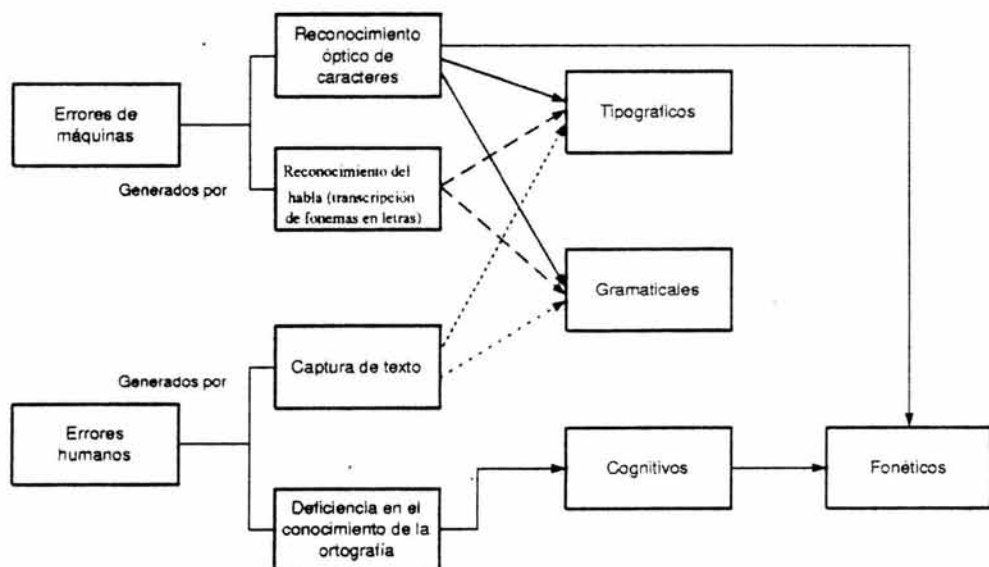 Reconocimiento
óptico de
caracteres
Tipograficos
Errores de
máquinas
Generados por
Reconocimiento del
habla (transcripción
de fonemas en letras)
Gramaticales
Captura de texto
Generados por
Errores
humanos
Cognitivos
Fonéticos
Deficiencia en el
conocimiento de la
ortografía